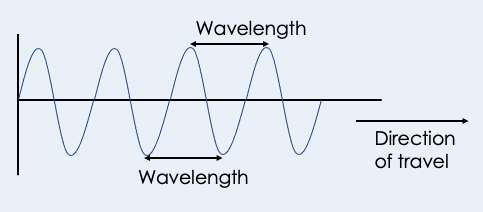 Wavelength
Direction
of travel
Wavelength